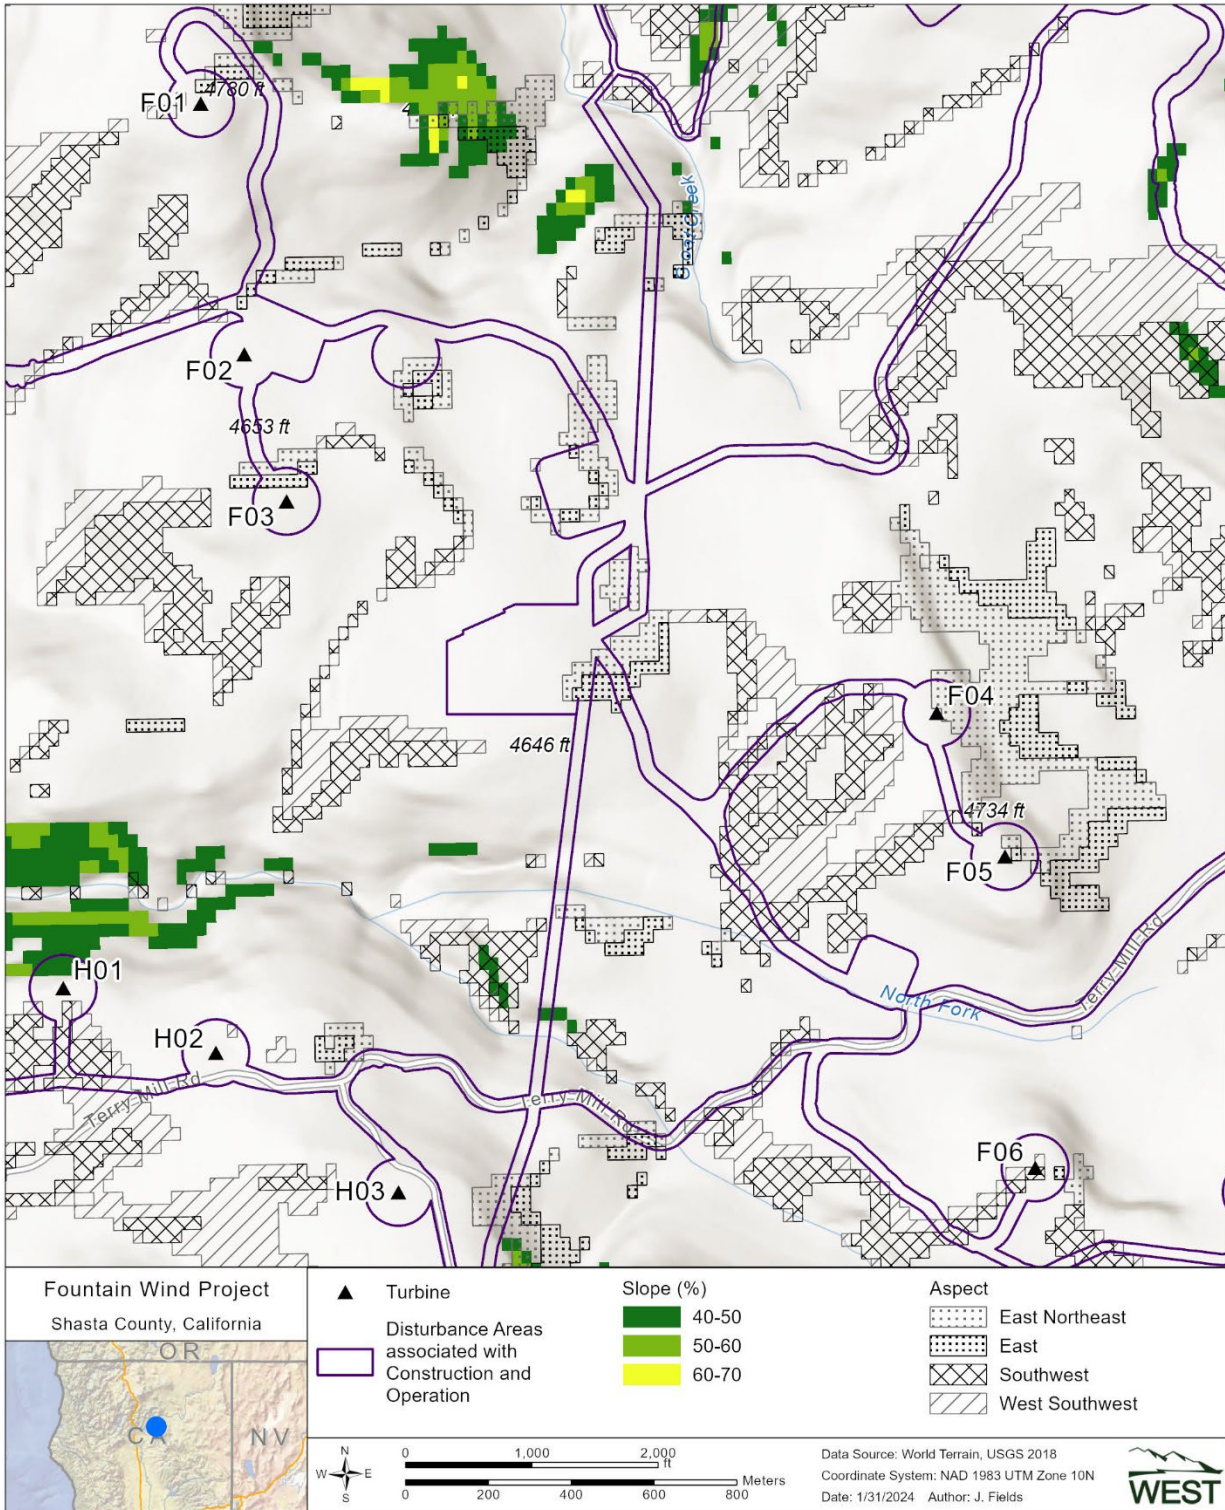 F01
4780 ft
Goat Creek
F02
4653 ft
F03
F04
4646 ft
4734 ft
F05
H01
North Fork
Terry Mill Rd
H02
Terry Mill Rd
Terry Mill Rd
F06
H03
Fountain Wind Project
Shasta County, California
OR
CA
NV
Turbine
Disturbance Areas
associated with
Construction and
Operation
Slope (%)
40-50
50-60
60-70
Aspect
East Northeast
East
Southwest
West Southwest
N
W
E
S
0
1,000
2,000
ft
Meters
0
200
400
600
800
Data Source: World Terrain, USGS 2018
Coordinate System: NAD 1983 UTM Zone 10N
Date: 1/31/2024 Author: J. Fields
WEST